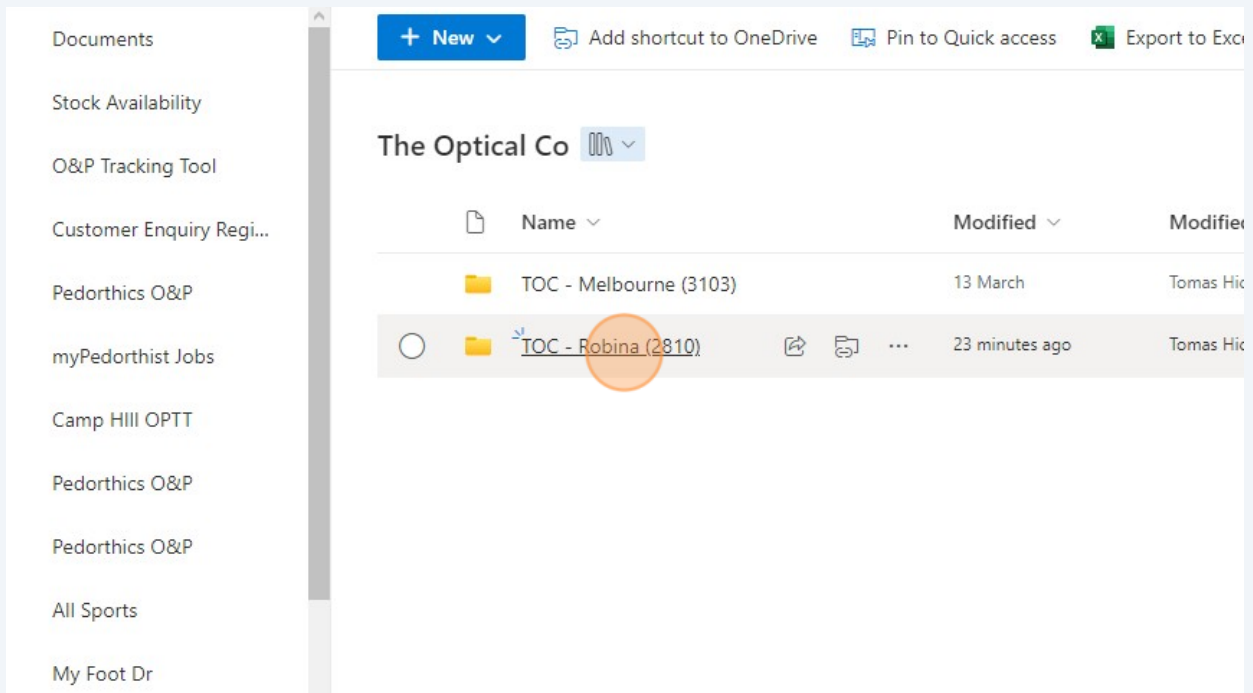 Documents
Stock Availability
O&P Tracking Tool
Customer Enquiry Regi...
Pedorthics O&P
myPedorthist Jobs
Camp HIll OPTT
Pedorthics O&P
Pedorthics O&P
All Sports
My Foot Dr
New Add shortcut to OneDrive Pin to Quick access Export to Exce
The Optical Co
Name Modified Modified
TOC - Melbourne (3103) 13 March Tomas Hic
TOC - Robina (2810) ... 23 minutes ago Tomas Hic